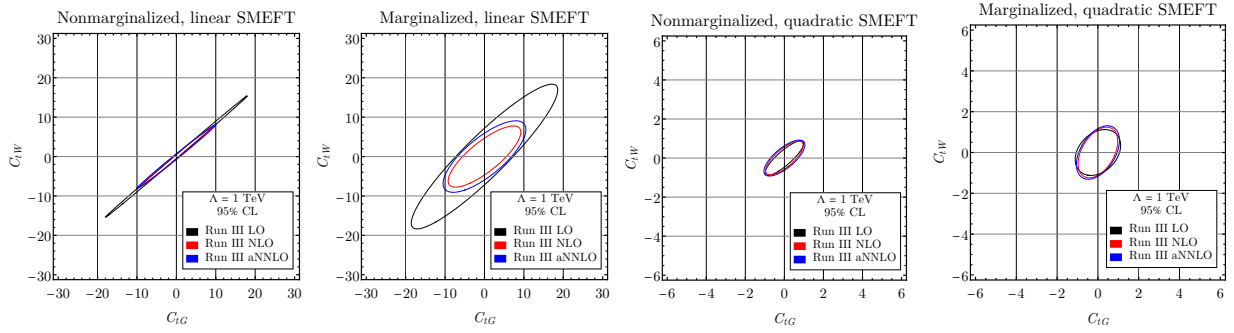 Nonmarginalized, linear SMEFT
30
20
10
0
−10
−20
−30
C_tW
−30 −20 −10 0 10 20 30
C_tG
Λ = 1 TeV
95% CL
Run III LO
Run III NLO
Run III aNNLO
Marginalized, linear SMEFT
30
20
10
0
−10
−20
−30
C_tW
−30 −20 −10 0 10 20 30
C_tG
Λ = 1 TeV
95% CL
Run III LO
Run III NLO
Run III aNNLO
Nonmarginalized, quadratic SMEFT
6
4
2
0
−2
−4
−6
C_tW
−6 −4 −2 0 2 4 6
C_tG
Λ = 1 TeV
95% CL
Run III LO
Run III NLO
Run III aNNLO
Marginalized, quadratic SMEFT
6
4
2
0
−2
−4
−6
C_tW
−6 −4 −2 0 2 4 6
C_tG
Λ = 1 TeV
95% CL
Run III LO
Run III NLO
Run III aNNLO